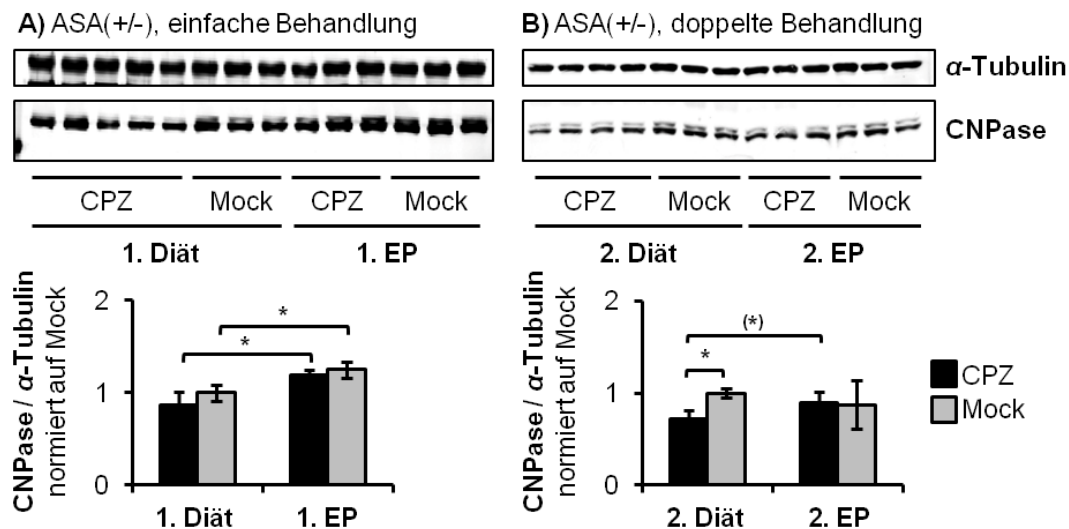 A) ASA(+/-), einfache Behandlung
CPZ Mock CPZ Mock
1. Diät 1. EP
CNPase / α-Tubulin
normiert auf Mock
2
1
0
*
*
1. Diät 1. EP
B) ASA(+/-), doppelte Behandlung
α-Tubulin
CNPase
CPZ Mock CPZ Mock
2. Diät 2. EP
CNPase / α-Tubulin
normiert auf Mock
2
1
0
(*)
*
2. Diät 2. EP
CPZ
Mock